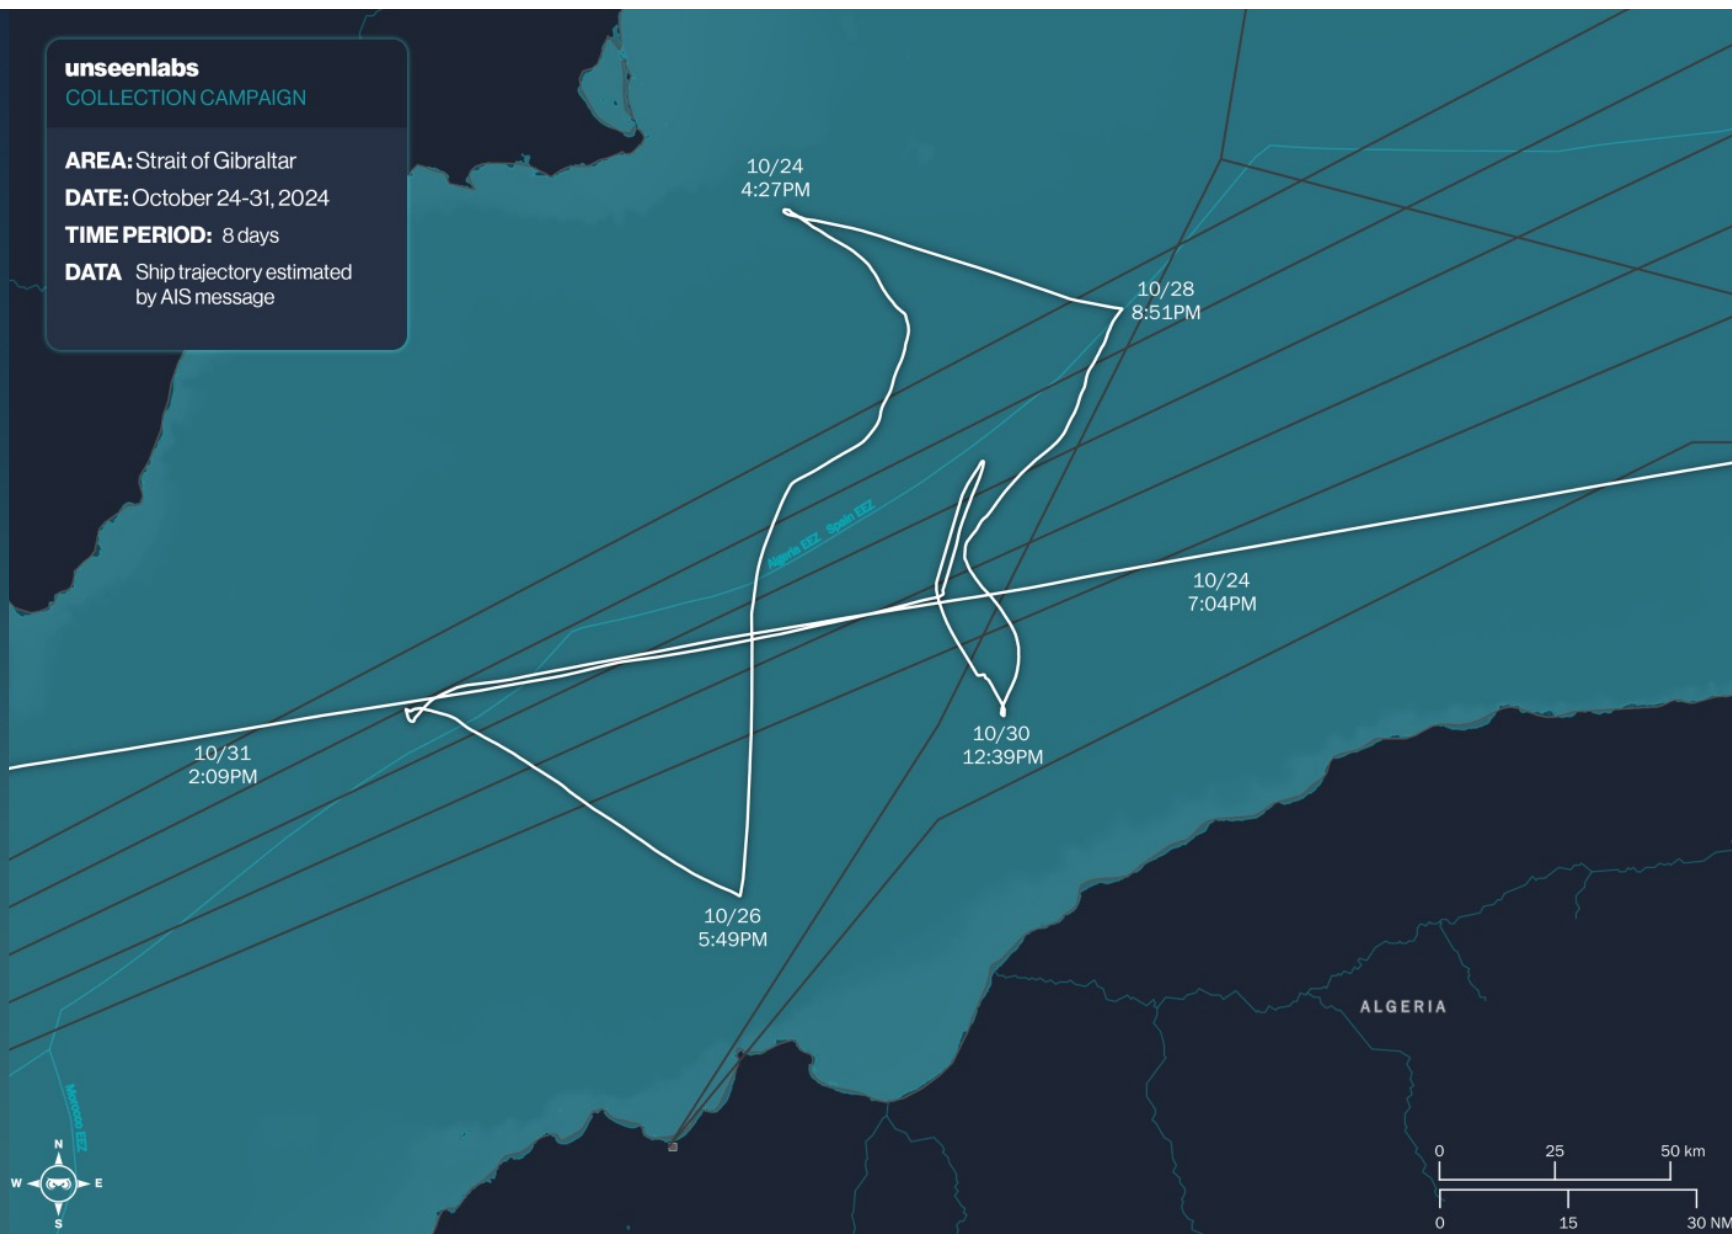 unseenlabs
COLLECTION CAMPAIGN
AREA: Strait of Gibraltar
DATE: October 24-31, 2024
TIME PERIOD: 8 days
DATA Ship trajectory estimated
by AIS message
10/24
4:27PM
10/28
8:51PM
Algeria EEZ Spain EEZ
10/24
7:04PM
10/31
2:09PM
10/30
12:39PM
10/26
5:49PM
ALGERIA
Morocco EEZ
N
W E
S
0 25 50 km
0 15 30 NM